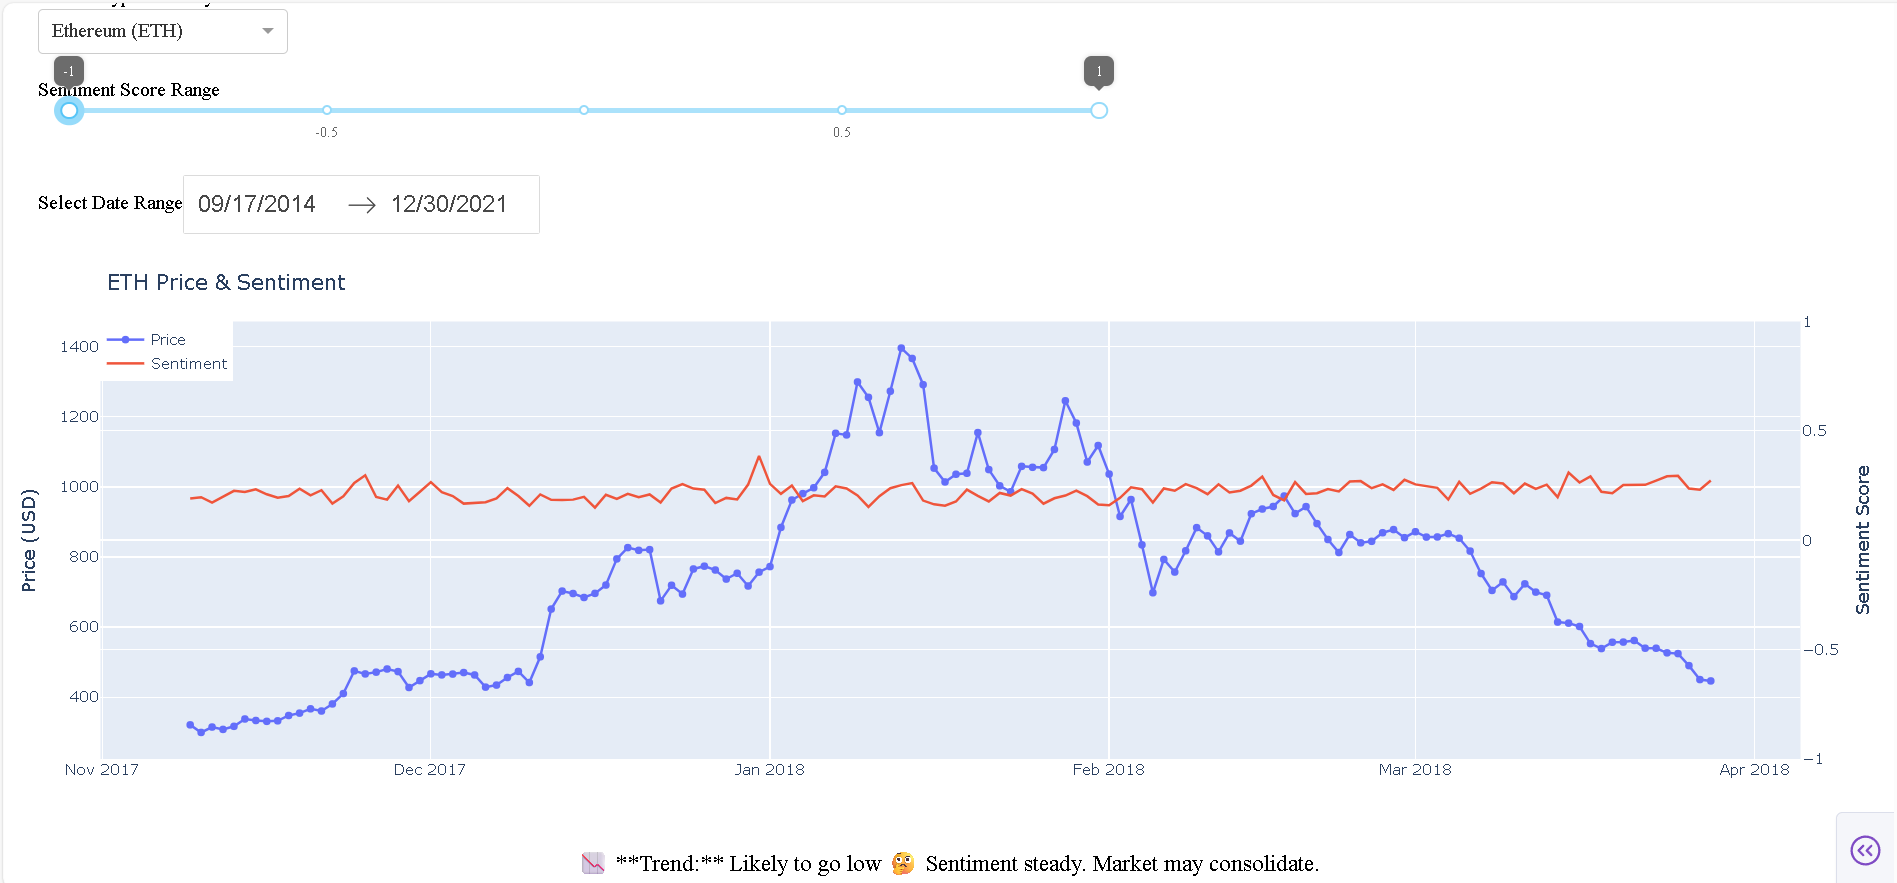 Ethereum (ETH)
-1
1
Sentiment Score Range
-0.5
0.5
Select Date Range
09/17/2014 → 12/30/2021
ETH Price & Sentiment
Price
Sentiment
1400
1200
1000
800
600
400
Price (USD)
1
0.5
0
−0.5
−1
Sentiment Score
Nov 2017
Dec 2017
Jan 2018
Feb 2018
Mar 2018
Apr 2018
**Trend:** Likely to go low 🤔 Sentiment steady. Market may consolidate.